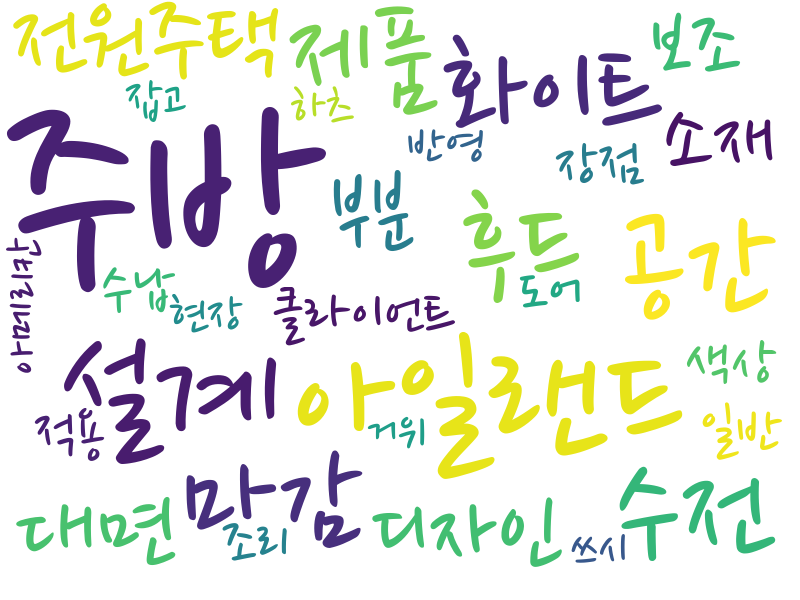 전원주택 제품 화이트 보조
잡고 하츠 반영 장점 소재
주방 부분 후드 공간
아메리칸 수납 현장 클라이언트 도어
설계 아일랜드 색상
적용 거위 일반
대면 마감 디자인 수전
조리 쓰시